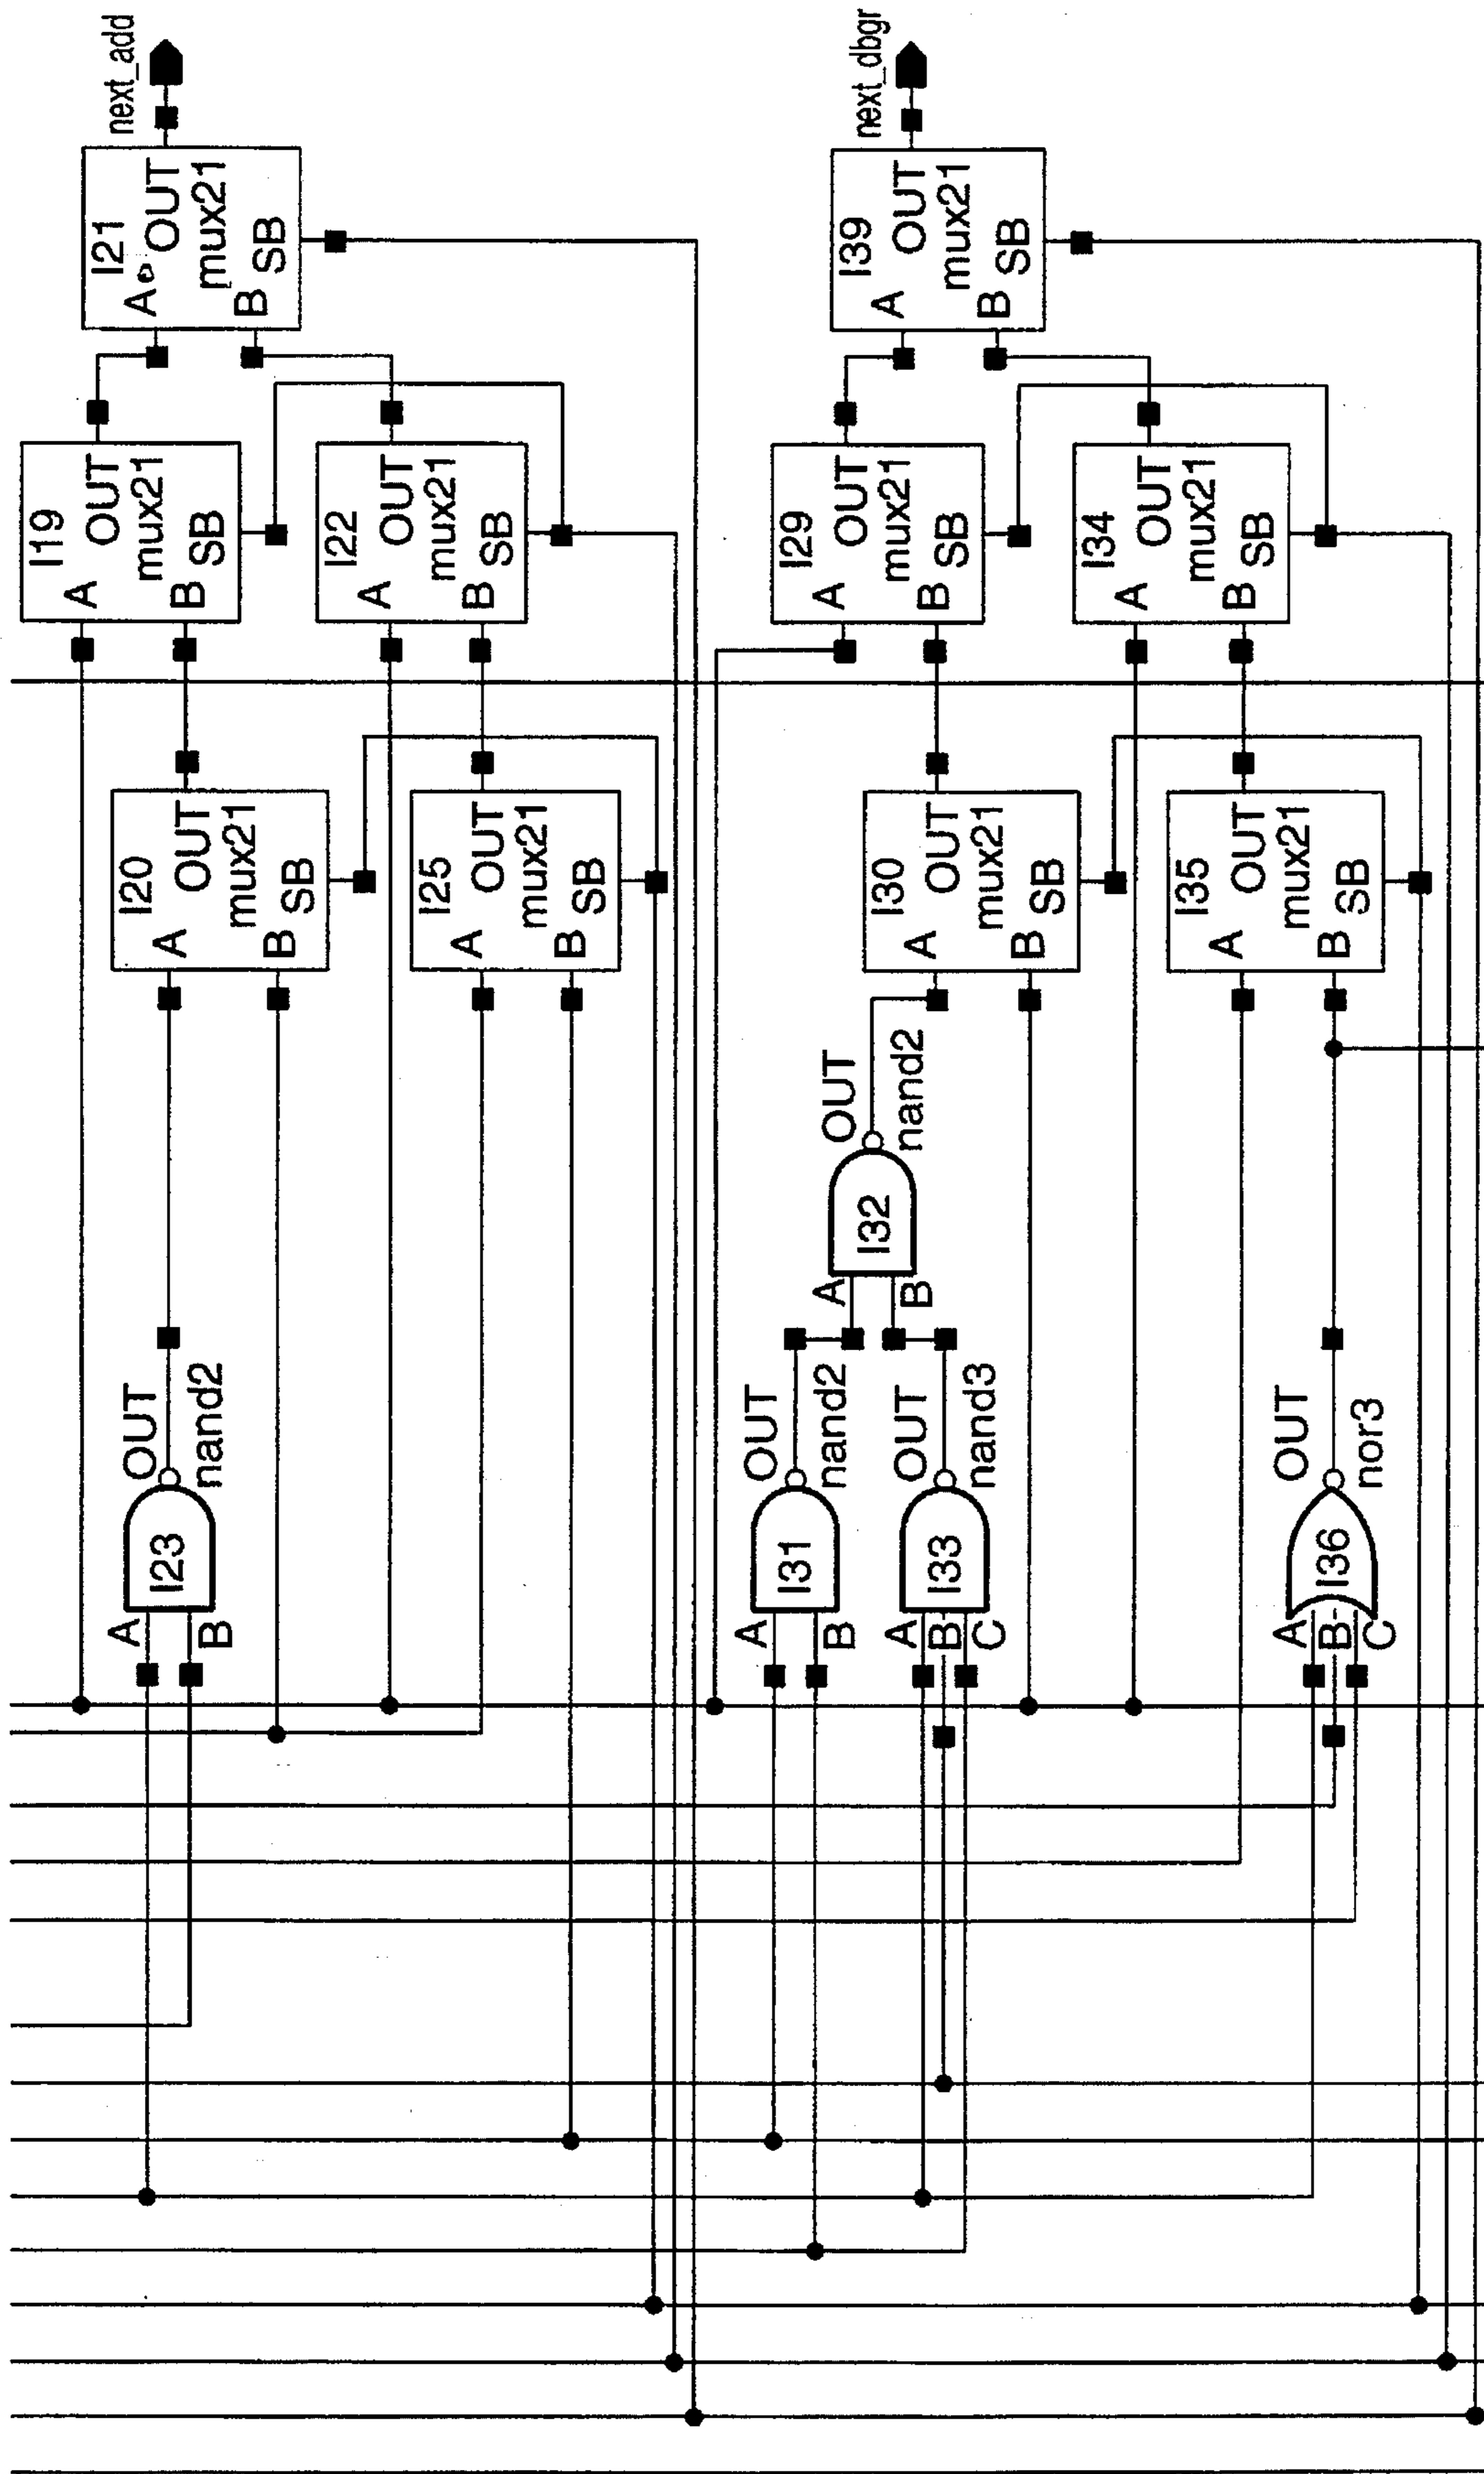 next_add
I21
A OUT
mux21
B SB
I19
A OUT
mux21
B SB
I22
A OUT
mux21
B SB
I20
A OUT
mux21
B SB
I25
A OUT
mux21
B SB
A
B
I23
OUT
nand2
next_dbgr
I39
A OUT
mux21
B SB
I29
A OUT
mux21
B SB
I34
A OUT
mux21
B SB
I30
A OUT
mux21
B SB
I35
A OUT
mux21
B SB
A
B
I32
OUT
nand2
A
B
I31
OUT
nand2
A
B
C
I33
OUT
nand3
A
B
C
I36
OUT
nor3